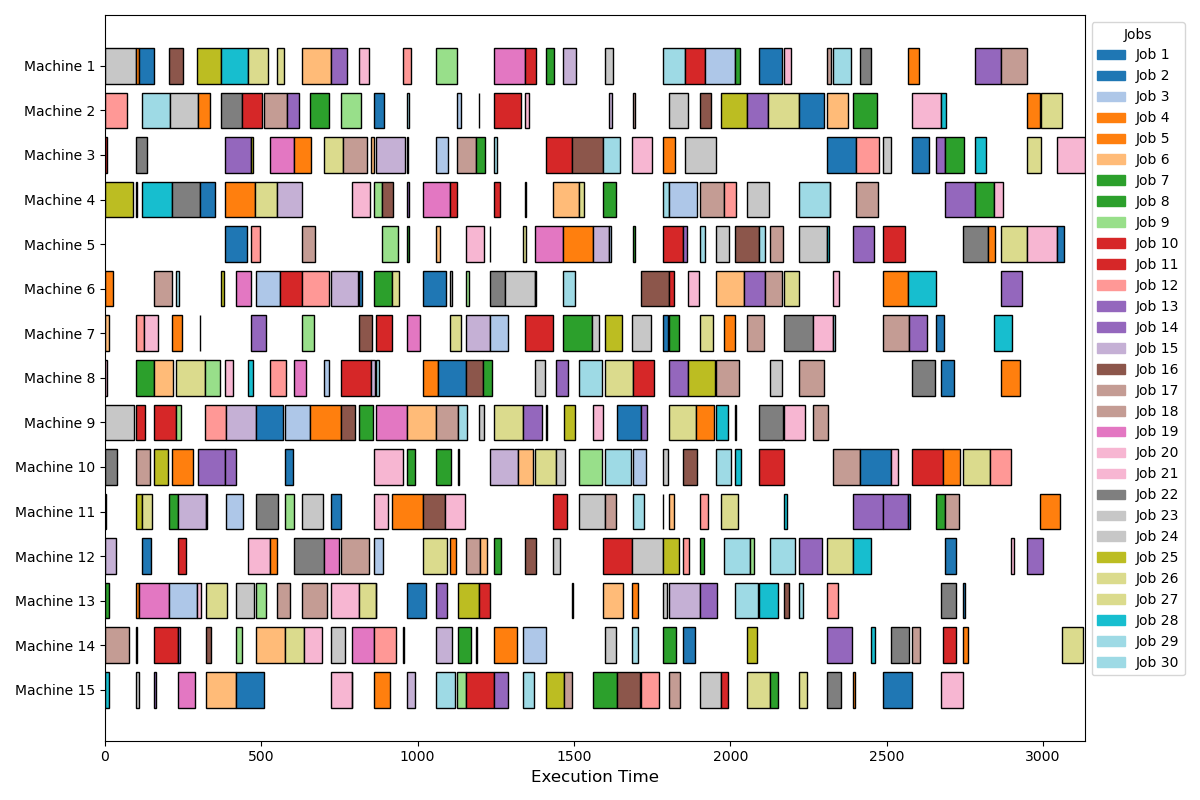 Machine 1
Machine 2
Machine 3
Machine 4
Machine 5
Machine 6
Machine 7
Machine 8
Machine 9
Machine 10
Machine 11
Machine 12
Machine 13
Machine 14
Machine 15
0 500 1000 1500 2000 2500 3000
Execution Time
Jobs
Job 1
Job 2
Job 3
Job 4
Job 5
Job 6
Job 7
Job 8
Job 9
Job 10
Job 11
Job 12
Job 13
Job 14
Job 15
Job 16
Job 17
Job 18
Job 19
Job 20
Job 21
Job 22
Job 23
Job 24
Job 25
Job 26
Job 27
Job 28
Job 29
Job 30